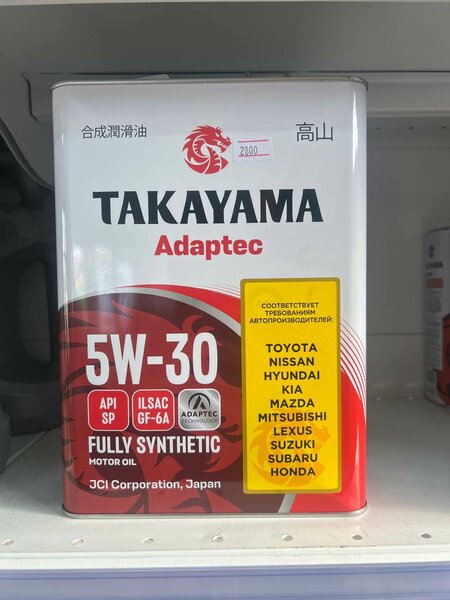 合成潤滑油
高山
2800
TAKAYAMA
Adaptec
СООТВЕТСТВУЕТ
ТРЕБОВАНИЯМ
АВТОПРОИЗВОДИТЕЛЕЙ:
TOYOTA
NISSAN
HYUNDAI
KIA
MAZDA
MITSUBISHI
LEXUS
SUZUKI
SUBARU
HONDA
5W-30
API
SP
ILSAC
GF-6A
ADAPTEC
TECHNOLOGY
FULLY SYNTHETIC
MOTOR OIL
JCI Corporation, Japan